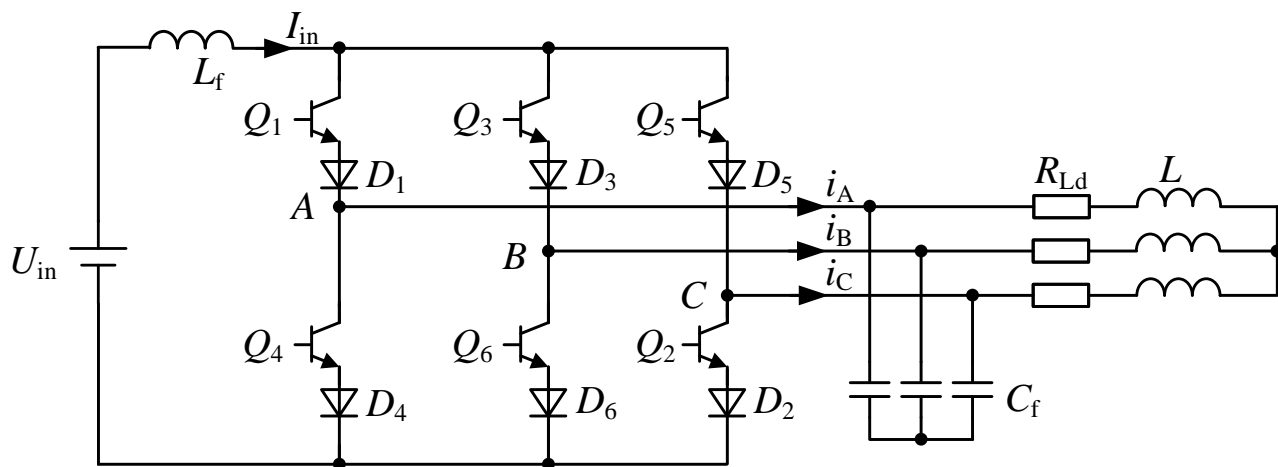 I_in
L_f
Q_1
Q_3
Q_5
D_1
D_3
D_5
R_Ld
L
A
i_A
U_in
B
i_B
C
i_C
Q_4
Q_6
Q_2
D_4
D_6
D_2
C_f